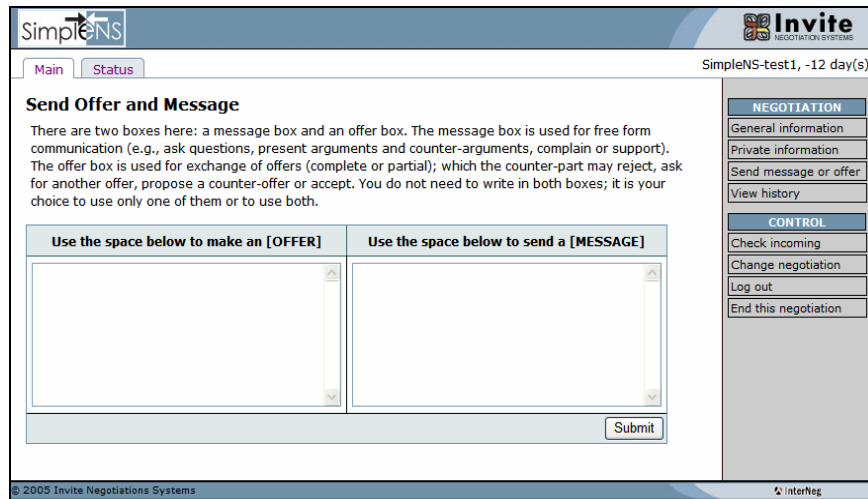 SimpleNS
Invite
NEGOTIATION SYSTEMS
Main Status
SimpleNS-test1, -12 day(s)
Send Offer and Message
There are two boxes here: a message box and an offer box. The message box is used for free form
communication (e.g., ask questions, present arguments and counter-arguments, complain or support).
The offer box is used for exchange of offers (complete or partial); which the counter-part may reject, ask
for another offer, propose a counter-offer or accept. You do not need to write in both boxes; it is your
choice to use only one of them or to use both.
Use the space below to make an [OFFER]
Use the space below to send a [MESSAGE]
Submit
NEGOTIATION
General information
Private information
Send message or offer
View history
CONTROL
Check incoming
Change negotiation
Log out
End this negotiation
© 2005 Invite Negotiations Systems
InterNeg